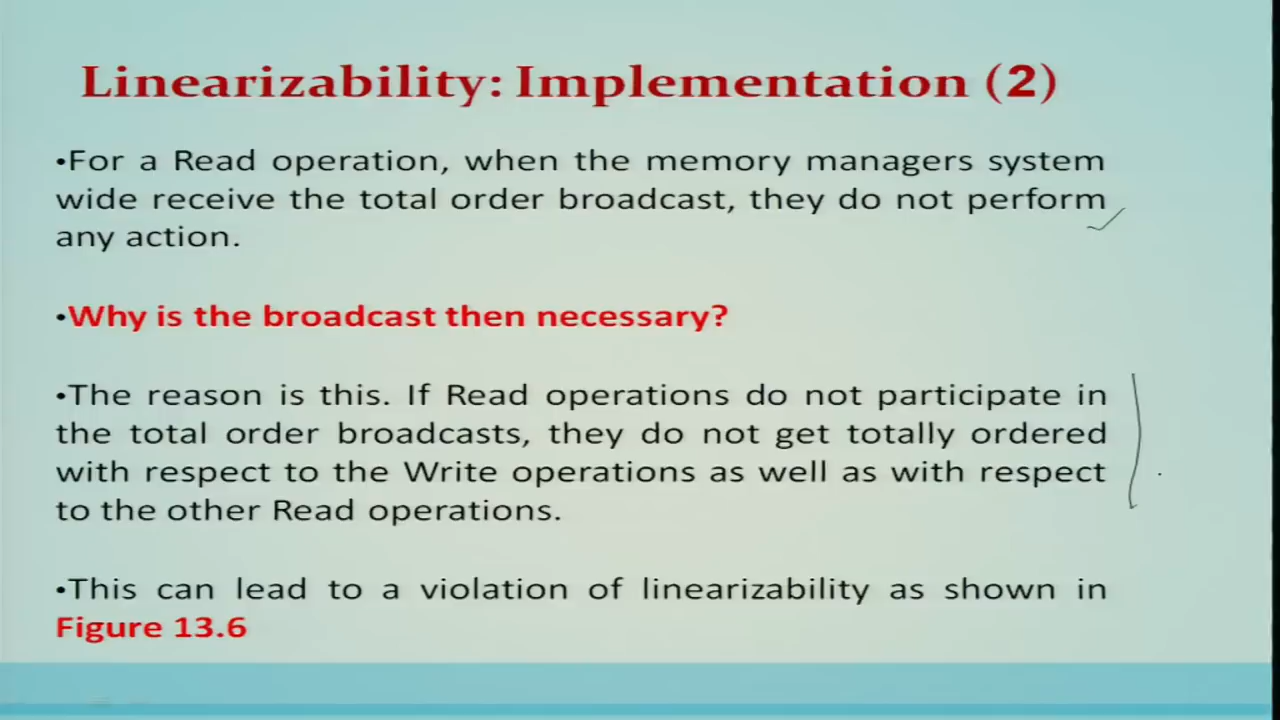 Linearizability: Implementation (2)
•For a Read operation, when the memory managers system
wide receive the total order broadcast, they do not perform
any action.
•Why is the broadcast then necessary?
•The reason is this. If Read operations do not participate in
the total order broadcasts, they do not get totally ordered
with respect to the Write operations as well as with respect
to the other Read operations.
•This can lead to a violation of linearizability as shown in
Figure 13.6